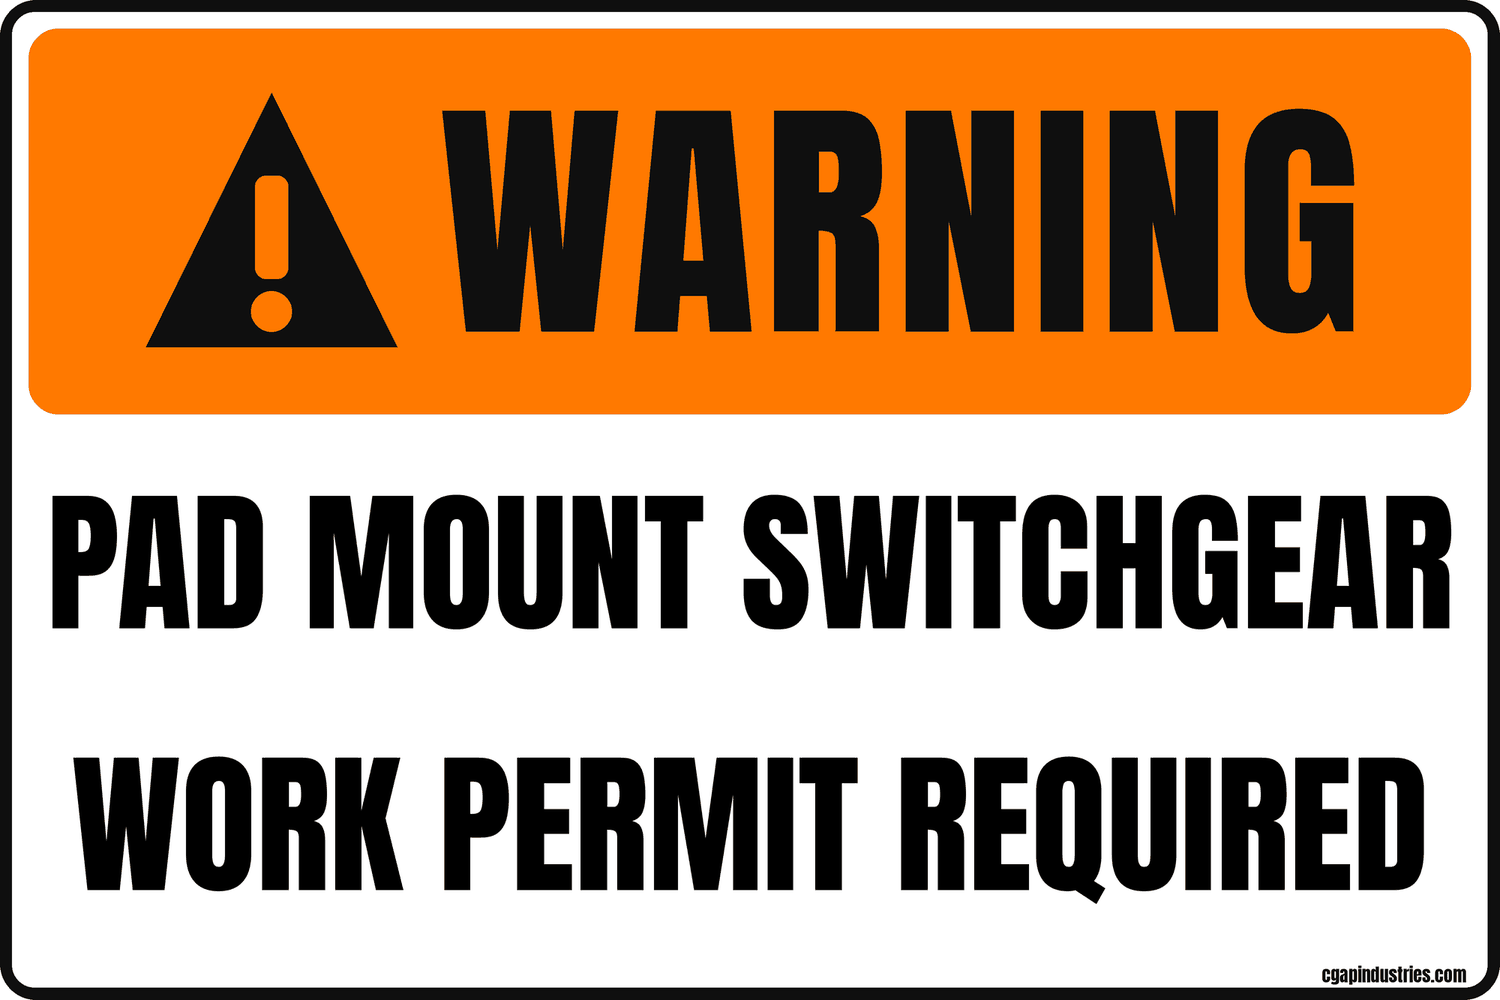 WARNING
PAD MOUNT SWITCHGEAR
WORK PERMIT REQUIRED
cgapindustries.com